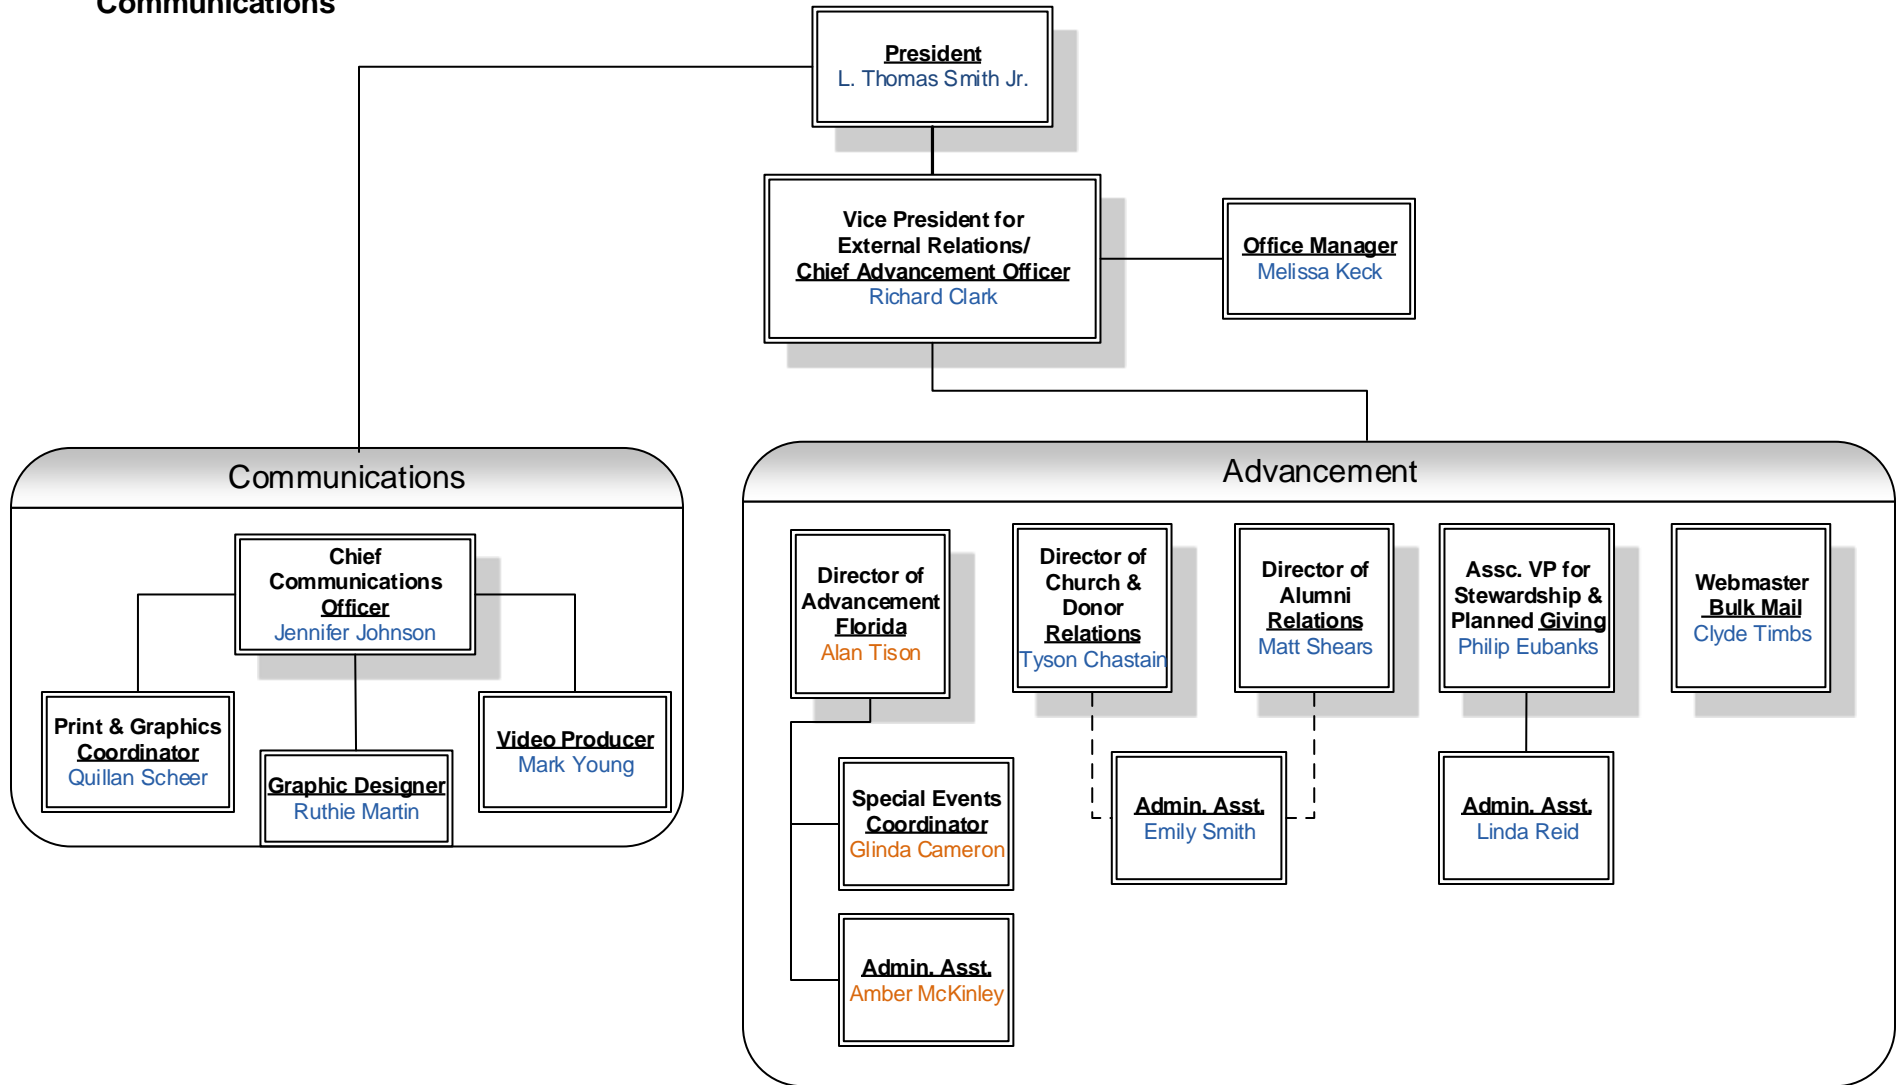 Communications
President
L. Thomas Smith Jr.
Vice President for
External Relations/
Chief Advancement Officer
Richard Clark
Office Manager
Melissa Keck
Communications
Chief
Communications
Officer
Jennifer Johnson
Print & Graphics
Coordinator
Quillan Scheer
Graphic Designer
Ruthie Martin
Video Producer
Mark Young
Advancement
Director of
Advancement
Florida
Alan Tison
Director of
Church &
Donor
Relations
Tyson Chastain
Director of
Alumni
Relations
Matt Shears
Assc. VP for
Stewardship &
Planned Giving
Philip Eubanks
Webmaster
Bulk Mail
Clyde Timbs
Special Events
Coordinator
Glinda Cameron
Admin. Asst.
Emily Smith
Admin. Asst.
Linda Reid
Admin. Asst.
Amber McKinley